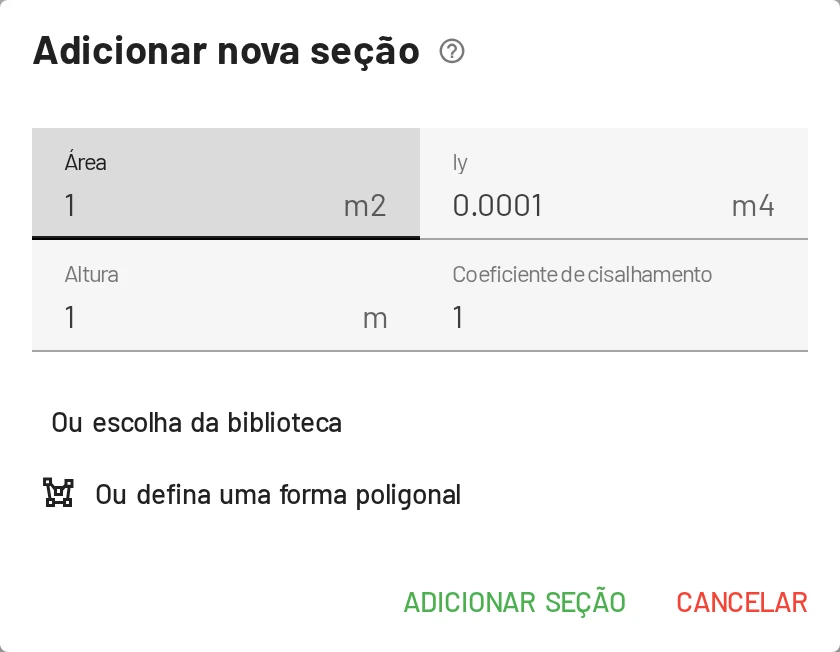 Adicionar nova seção ?
Área
1 m2
Iy
0.0001 m4
Altura
1 m
Coeficiente de cisalhamento
1
Ou escolha da biblioteca
Ou defina uma forma poligonal
ADICIONAR SEÇÃO CANCELAR